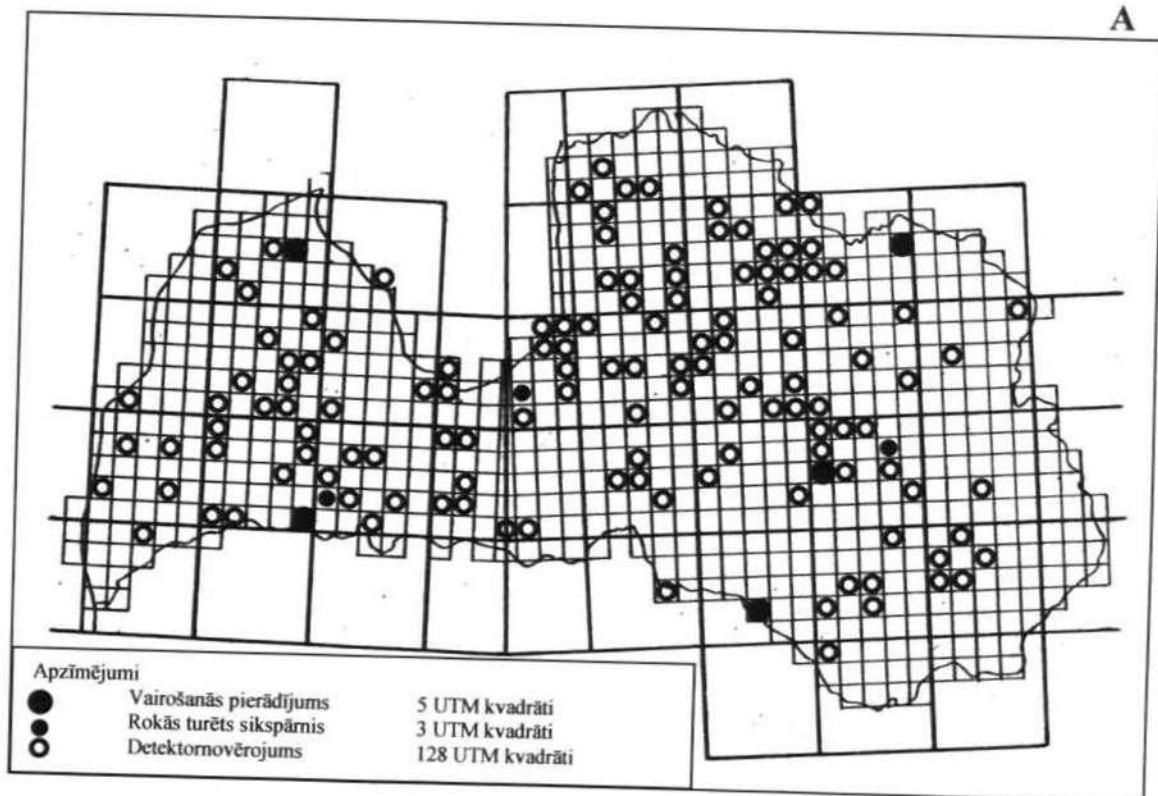 A
Apzīmējumi
Vairošanās pierādījums 5 UTM kvadrāti
Rokās turēts sikspārnis 3 UTM kvadrāti
Detektornovērojums 128 UTM kvadrāti